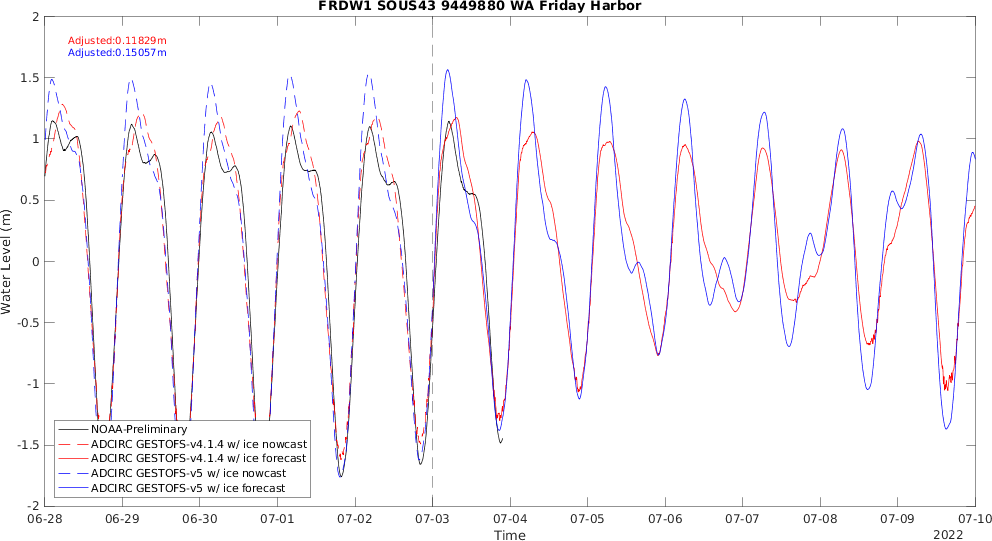 FRDW1 SOUS43 9449880 WA Friday Harbor
Adjusted:0.11829m
Adjusted:0.15057m
Water Level (m)
2
1.5
1
0.5
0
-0.5
-1
-1.5
-2
NOAA-Preliminary
ADCIRC GESTOFS-v4.1.4 w/ ice nowcast
ADCIRC GESTOFS-v4.1.4 w/ ice forecast
ADCIRC GESTOFS-v5 w/ ice nowcast
ADCIRC GESTOFS-v5 w/ ice forecast
06-28 06-29 06-30 07-01 07-02 07-03 07-04 07-05 07-06 07-07 07-08 07-09 07-10
Time
2022